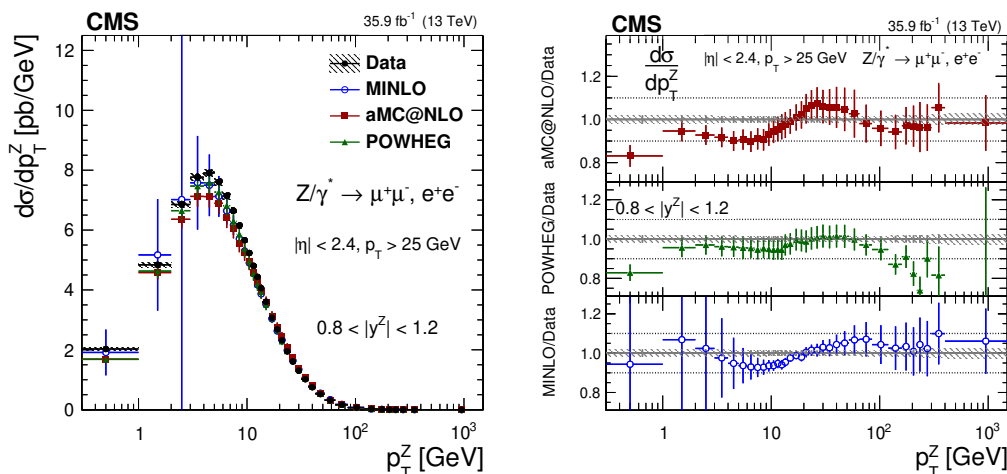 CMS
35.9 fb⁻¹ (13 TeV)
dσ/dp_T^Z [pb/GeV]
12
10
8
6
4
2
0
Data
MINLO
aMC@NLO
POWHEG
Z/γ* → μ⁺μ⁻, e⁺e⁻
|η| < 2.4, p_T > 25 GeV
0.8 < |y^Z| < 1.2
1
10
10²
10³
p_T^Z [GeV]
CMS
35.9 fb⁻¹ (13 TeV)
aMC@NLO/Data
1.2
1.0
0.8
dσ
dp_T^Z
|η| < 2.4, p_T > 25 GeV Z/γ* → μ⁺μ⁻, e⁺e⁻
POWHEG/Data
1.2
1.0
0.8
0.8 < |y^Z| < 1.2
MINLO/Data
1.2
1.0
0.8
1
10
10²
10³
p_T^Z [GeV]